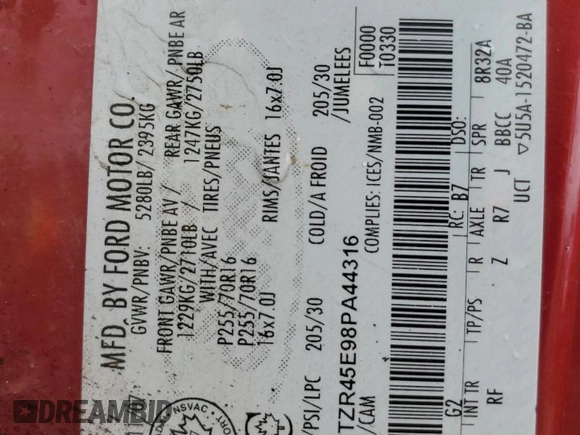 MFD. BY FORD MOTOR CO.
GVWR/PNBV: 5280LB/ 2395KG
FRONT GAWR/PNBE AV/ REAR GAWR/ PNBE AR
1229KG/2710LB 1247KG/2750LB
WITH/AVEC TIRES/PNEUS
P255/70R16
P255/70R16 RIMS/JANTES 16x7.0J
16x7.0J
/PSI/LPC 205/30 COLD/A FROID 205/30
/JUMELEES
TZR45E98PA44316 F0000
/CAM COMPLIES: ICES/NMB-002 T0330
G2 RC: B7 DSO:
INT TR TP/PS R AXLE TR SPR 8R32A
RF Z R7 J BBCC 40A
UCT ▽5U5A-1520472-BA
NSVAC
RIDERBID